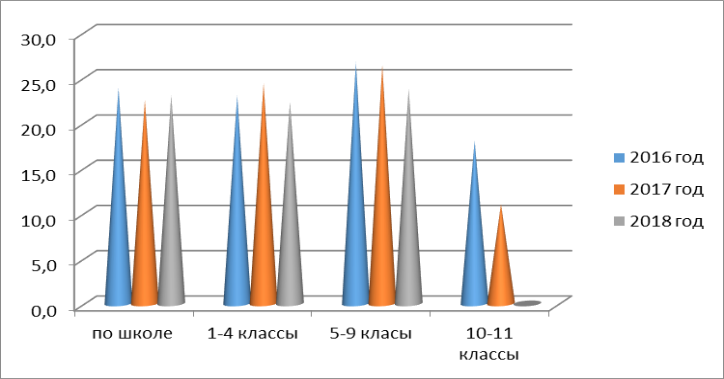 30,0
25,0
20,0
15,0
10,0
5,0
0,0
по школе
1-4 классы
5-9 класы
10-11
классы
2016 год
2017 год
2018 год